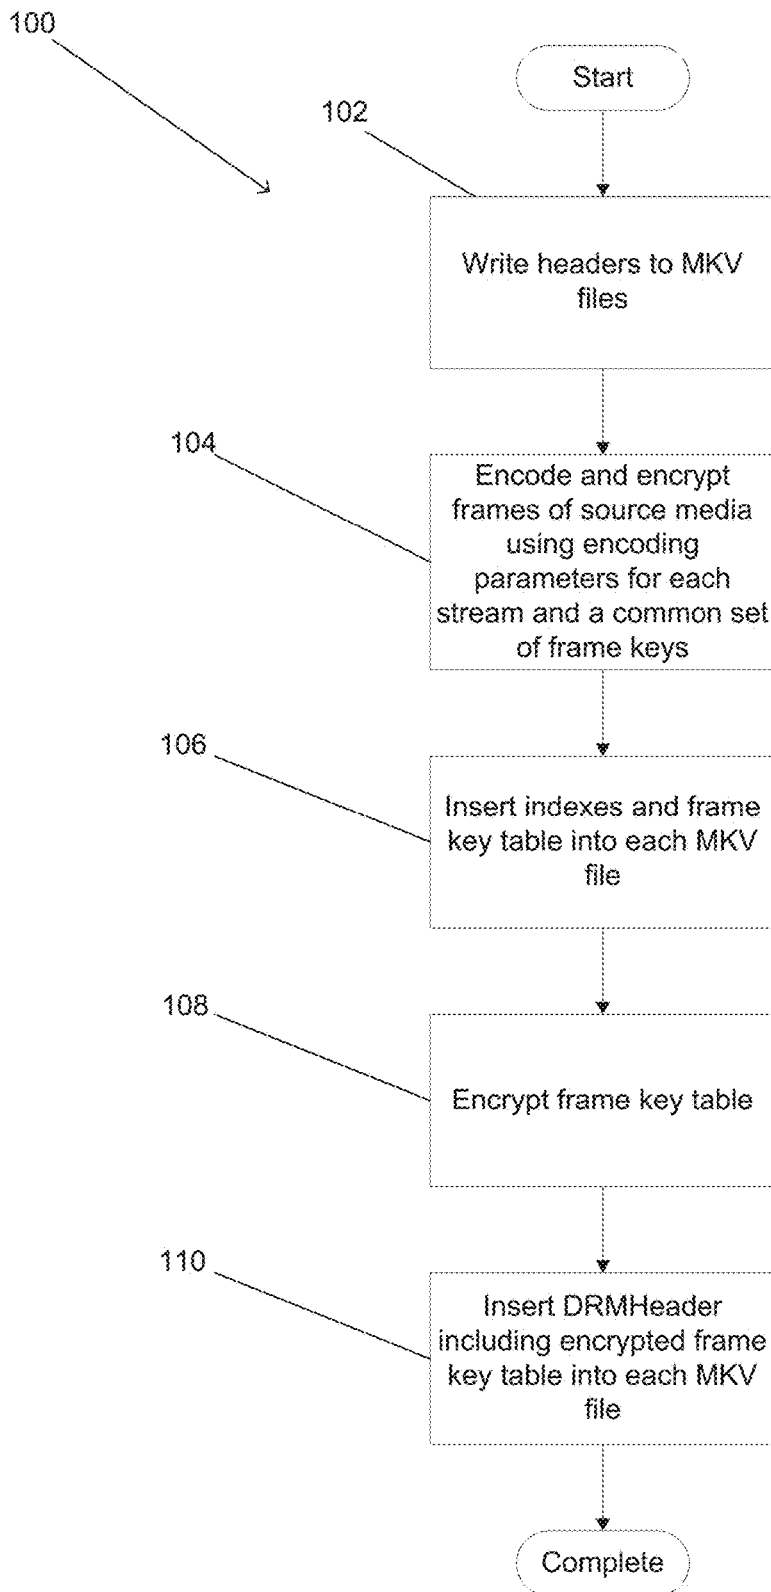 100
Start
102
Write headers to MKV
files
104
Encode and encrypt
frames of source media
using encoding
parameters for each
stream and a common set
of frame keys
106
Insert indexes and frame
key table into each MKV
file
108
Encrypt frame key table
110
Insert DRMHeader
including encrypted frame
key table into each MKV
file
Complete